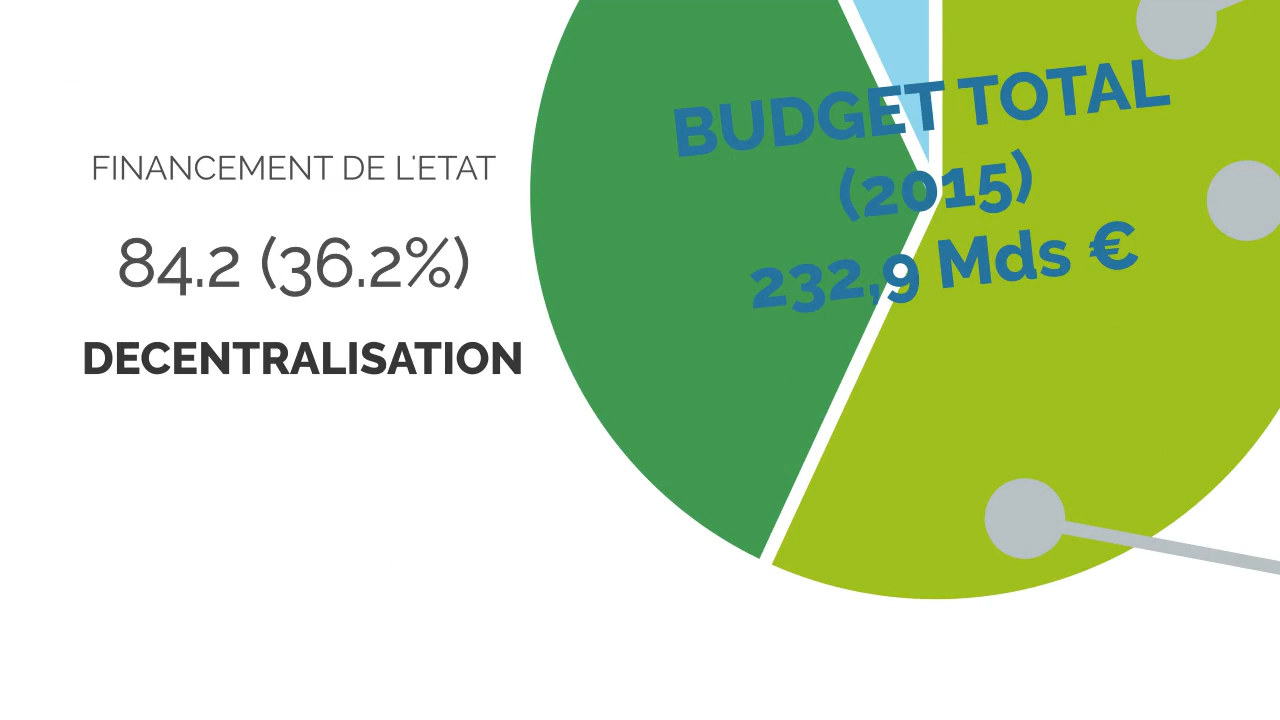 FINANCEMENT DE L'ETAT
84.2 (36.2%)
DECENTRALISATION
BUDGET TOTAL
(2015)
232,9 Mds €